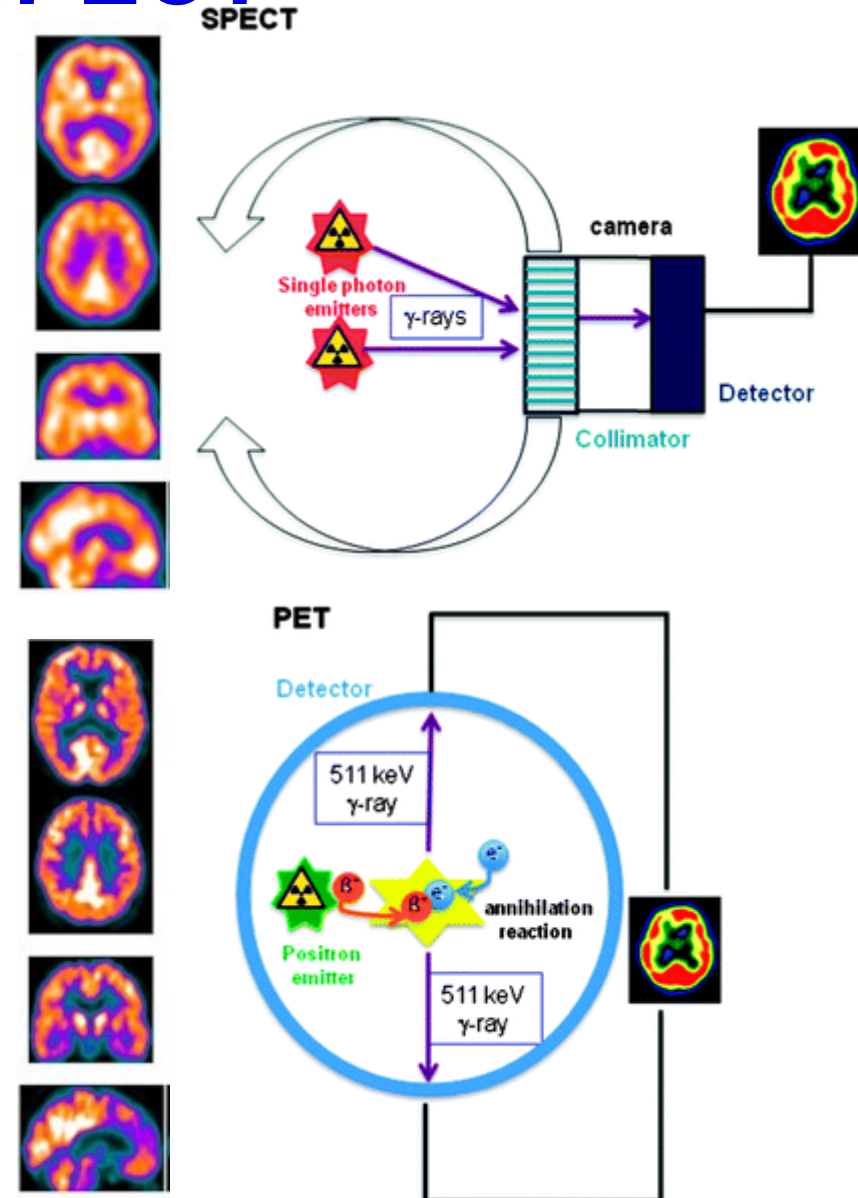 SPECT
camera
Single photon
emitters
γ-rays
Detector
Collimator
PET
Detector
511 keV
γ-ray
e⁻
annihilation
reaction
Positron
emitter
511 keV
γ-ray